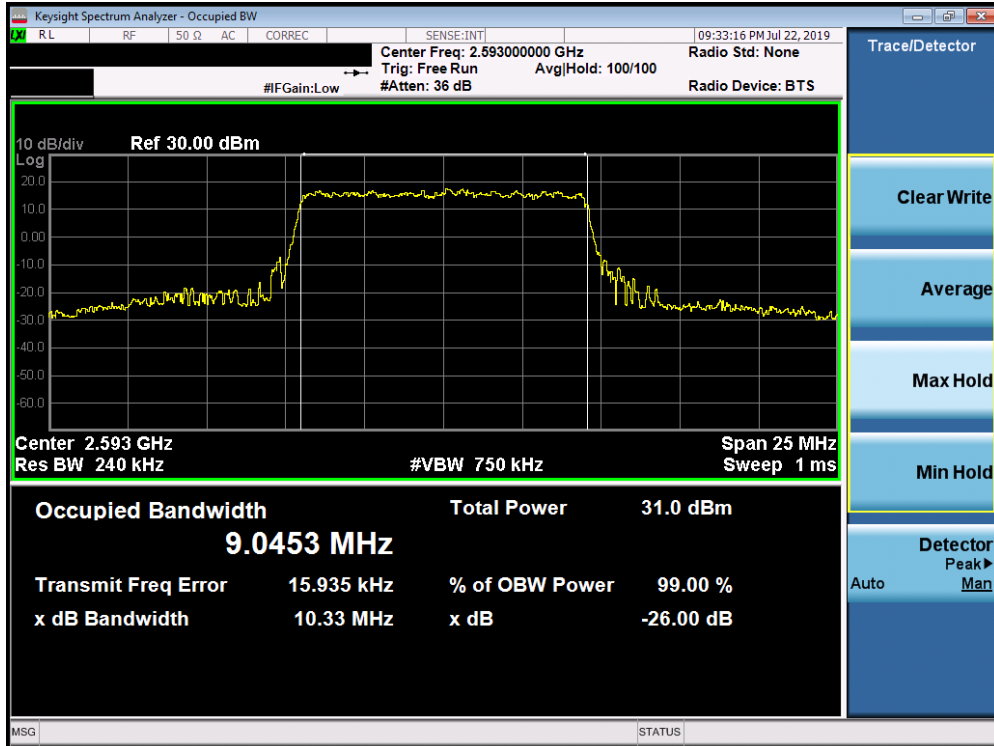 Keysight Spectrum Analyzer - Occupied BW
LXI RL RF 50 Ω AC CORREC SENSE:INT 09:33:16 PM Jul 22, 2019
Center Freq: 2.593000000 GHz Radio Std: None
Trig: Free Run Avg|Hold: 100/100
#IFGain:Low #Atten: 36 dB Radio Device: BTS
Trace/Detector
10 dB/div Ref 30.00 dBm
Log
20.0
10.0
0.00
-10.0
-20.0
-30.0
-40.0
-50.0
-60.0
Center 2.593 GHz Span 25 MHz
Res BW 240 kHz #VBW 750 kHz Sweep 1 ms
Occupied Bandwidth Total Power 31.0 dBm
9.0453 MHz
Transmit Freq Error 15.935 kHz % of OBW Power 99.00 %
x dB Bandwidth 10.33 MHz x dB -26.00 dB
Clear Write
Average
Max Hold
Min Hold
Detector
Peak▶
Auto Man
MSG STATUS